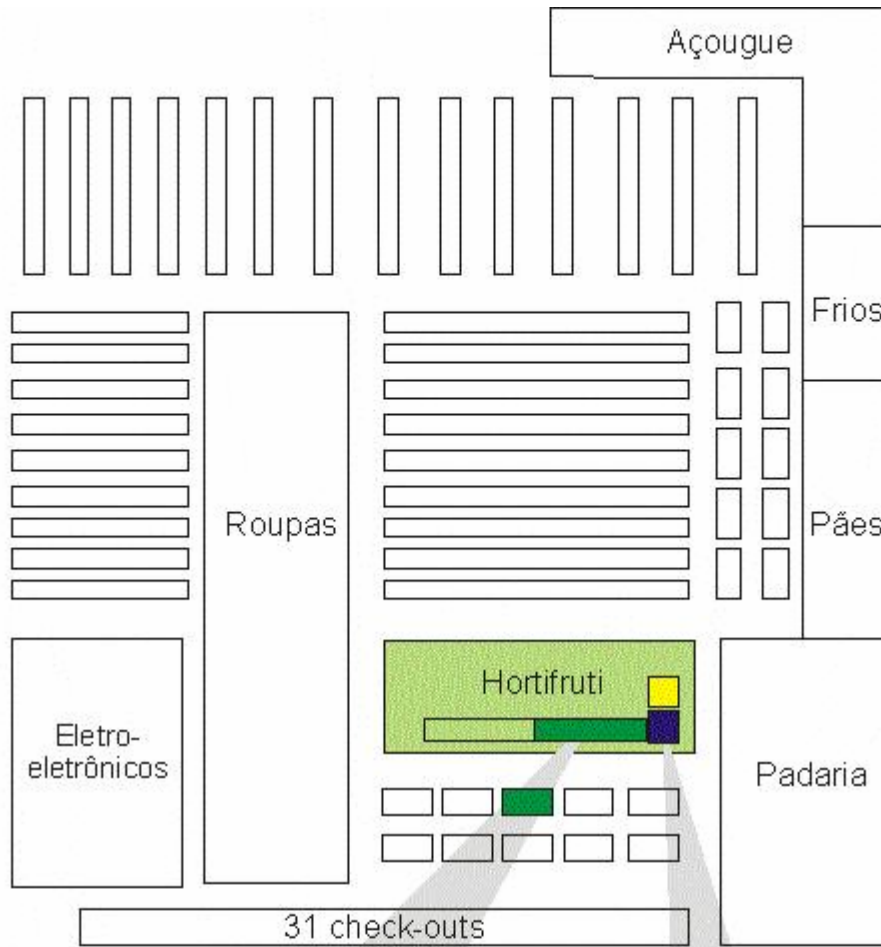 Açougue
Frios
Roupas
Pães
Hortifruti
Eletro-
eletrônicos
Padaria
31 check-outs